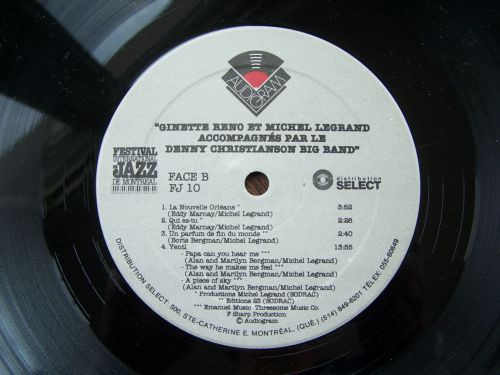 AUDIOGRAM
"GINETTE RENO ET MICHEL LEGRAND
ACCOMPAGNÉS PAR LE
DENNY CHRISTIANSON BIG BAND"
FESTIVAL
INTERNATIONAL
DE JAZZ
DE MONTRÉAL
FACE B
FJ 10
distribution
SELECT
1. La Nouvelle Orléans * 3:52
(Eddy Marnay/Michel Legrand)
2. Qui es-tu * 2:26
(Eddy Marnay/Michel Legrand)
3. Un parfum de fin du monde ** 2:40
(Boris Bergman/Michel Legrand)
4. Yentl 13:55
- Papa can you hear me ***
(Alan and Marilyn Bergman/Michel Legrand)
- The way he makes me feel ***
(Alan and Marilyn Bergman/Michel Legrand)
- A piece of sky ***
(Alan and Marilyn Bergman/Michel Legrand)
* Productions Michel Legrand (SODRAC)
** Editions 23 (SODRAC)
*** Emanuel Music Threesome Music Co.
F Sharp Production
© Audiogram
DISTRIBUTION SELECT, 500, STE-CATHERINE E. MONTRÉAL, (QUÉ.) (514) 849-6201 TÉLEX: 055-60649